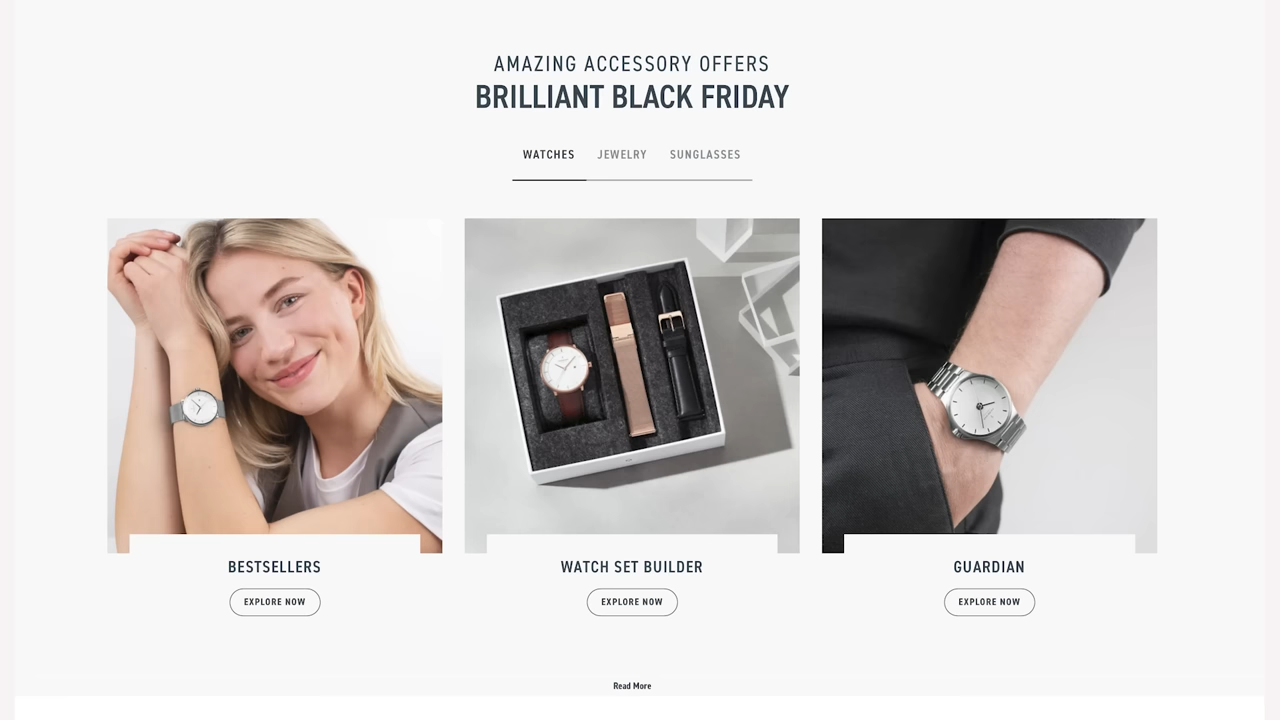 AMAZING ACCESSORY OFFERS
BRILLIANT BLACK FRIDAY
WATCHES JEWELRY SUNGLASSES
BESTSELLERS
EXPLORE NOW
WATCH SET BUILDER
EXPLORE NOW
GUARDIAN
EXPLORE NOW
Read More